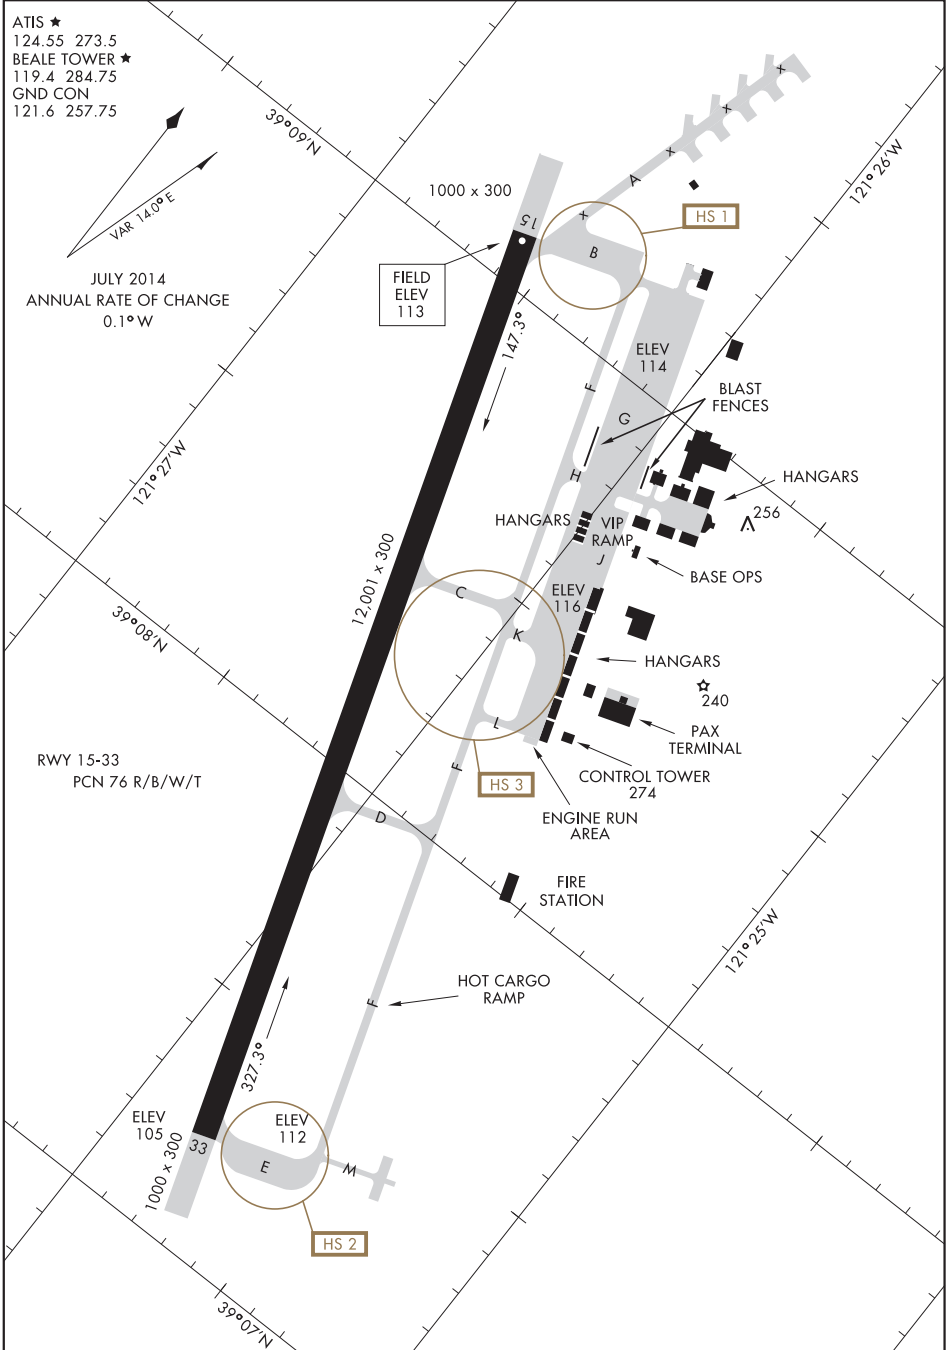 ATIS ★
124.55 273.5
BEALE TOWER ★
119.4 284.75
GND CON
121.6 257.75
VAR 14.0° E
JULY 2014
ANNUAL RATE OF CHANGE
0.1° W
39°09'N
121°26'W
1000 x 300
15
A
HS 1
B
FIELD
ELEV
113
147.3°
ELEV
114
F
G
BLAST
FENCES
121°27'W
H
HANGARS
256
HANGARS
VIP
RAMP
J
BASE OPS
12,001 x 300
C
ELEV
116
39°08'N
K
HANGARS
240
L
PAX
TERMINAL
RWY 15-33
PCN 76 R/B/W/T
F
HS 3
CONTROL TOWER
274
ENGINE RUN
AREA
D
FIRE
STATION
121°25'W
HOT CARGO
RAMP
F
327.3°
ELEV
105
33
1000 x 300
ELEV
112
E
M
HS 2
39°07'N